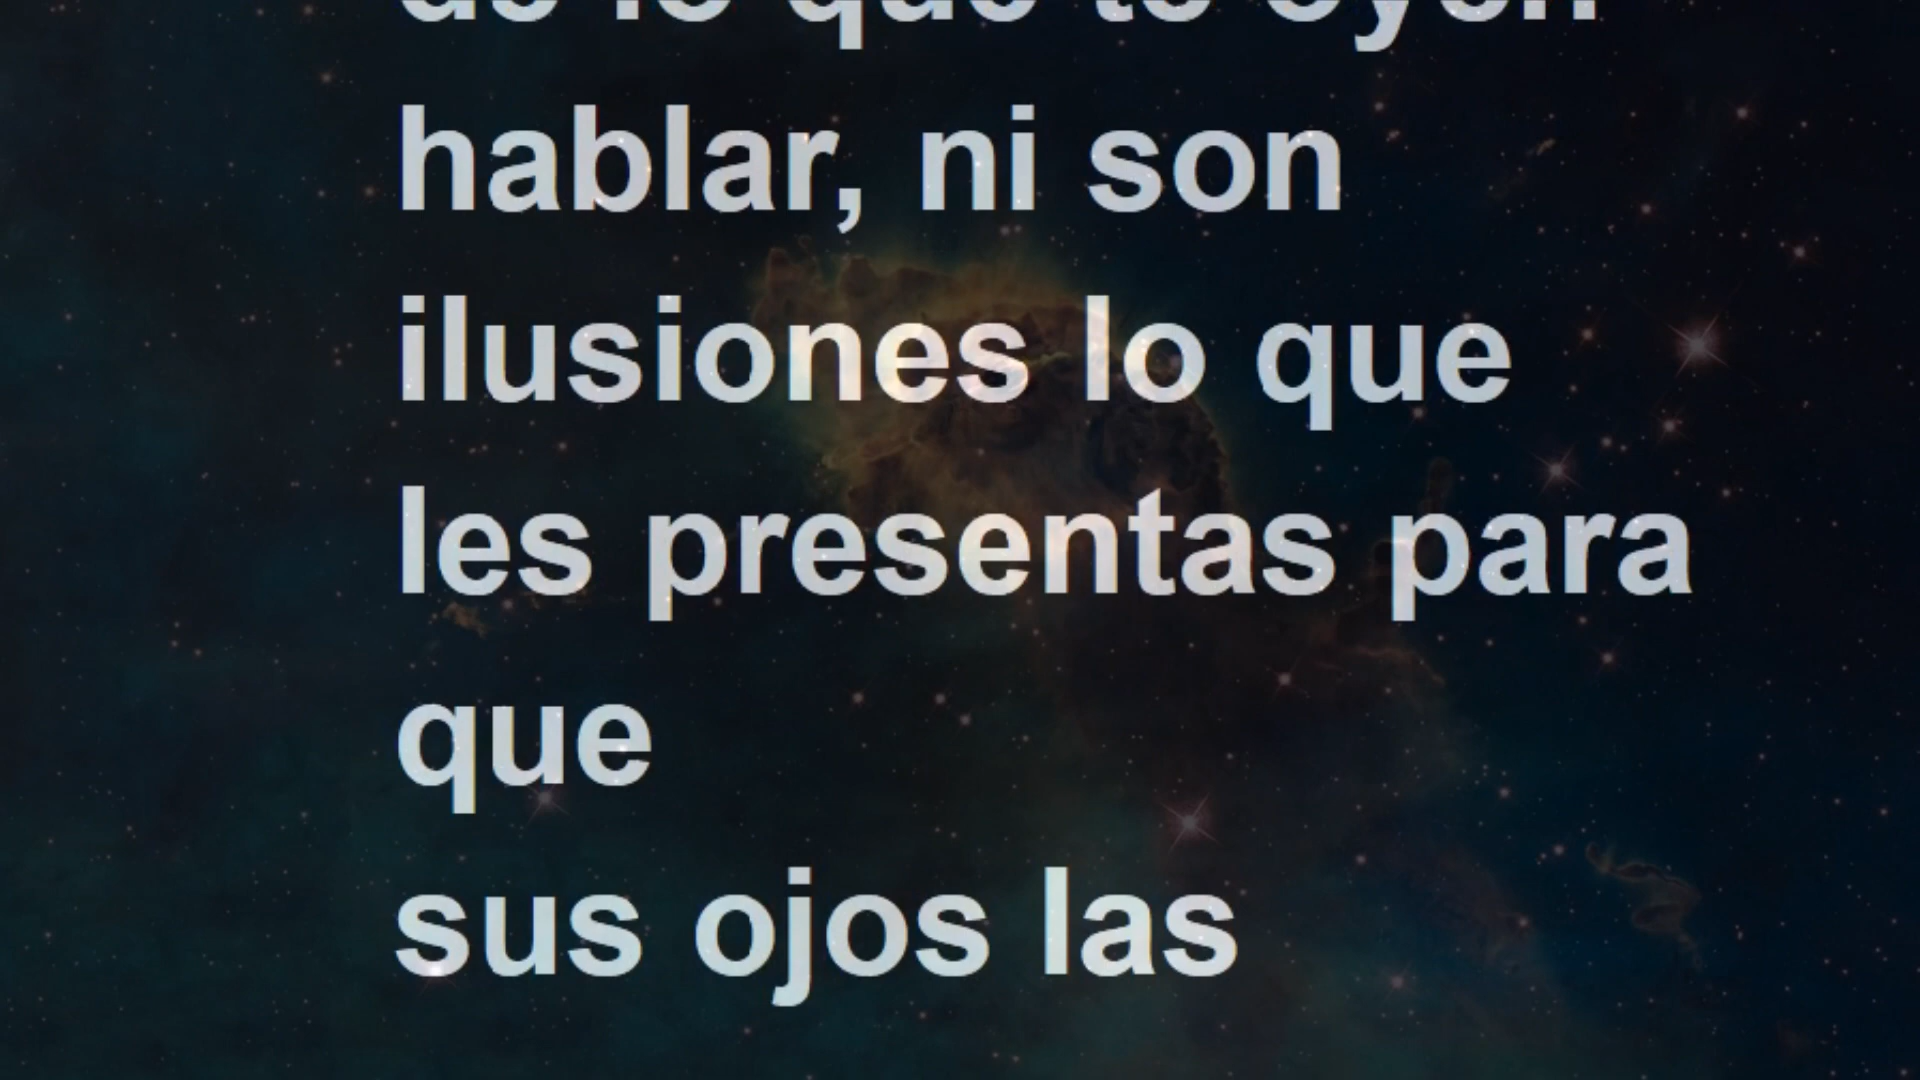 de lo que te oyen
hablar, ni son
ilusiones lo que
les presentas para
que
sus ojos las